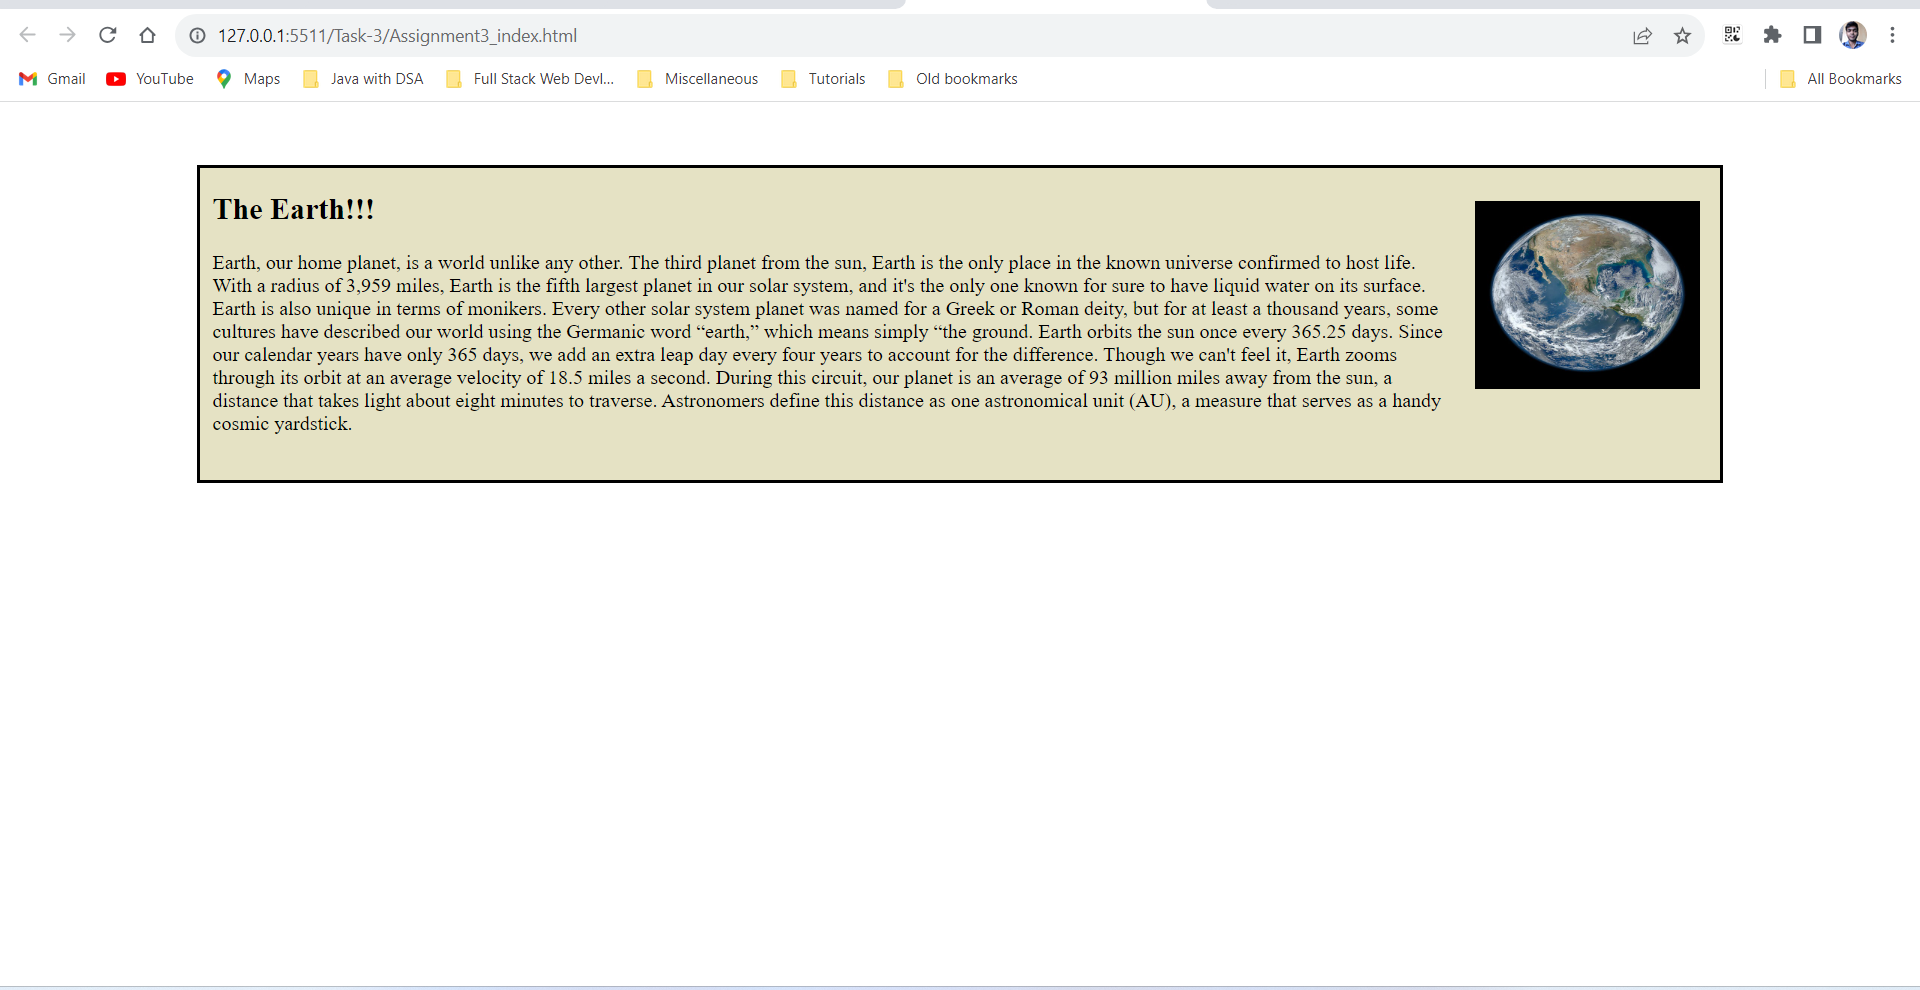 127.0.0.1:5511/Task-3/Assignment3_index.html
Gmail YouTube Maps Java with DSA Full Stack Web Devl... Miscellaneous Tutorials Old bookmarks All Bookmarks
The Earth!!!
Earth, our home planet, is a world unlike any other. The third planet from the sun, Earth is the only place in the known universe confirmed to host life.
With a radius of 3,959 miles, Earth is the fifth largest planet in our solar system, and it's the only one known for sure to have liquid water on its surface.
Earth is also unique in terms of monikers. Every other solar system planet was named for a Greek or Roman deity, but for at least a thousand years, some
cultures have described our world using the Germanic word “earth,” which means simply “the ground. Earth orbits the sun once every 365.25 days. Since
our calendar years have only 365 days, we add an extra leap day every four years to account for the difference. Though we can't feel it, Earth zooms
through its orbit at an average velocity of 18.5 miles a second. During this circuit, our planet is an average of 93 million miles away from the sun, a
distance that takes light about eight minutes to traverse. Astronomers define this distance as one astronomical unit (AU), a measure that serves as a handy
cosmic yardstick.